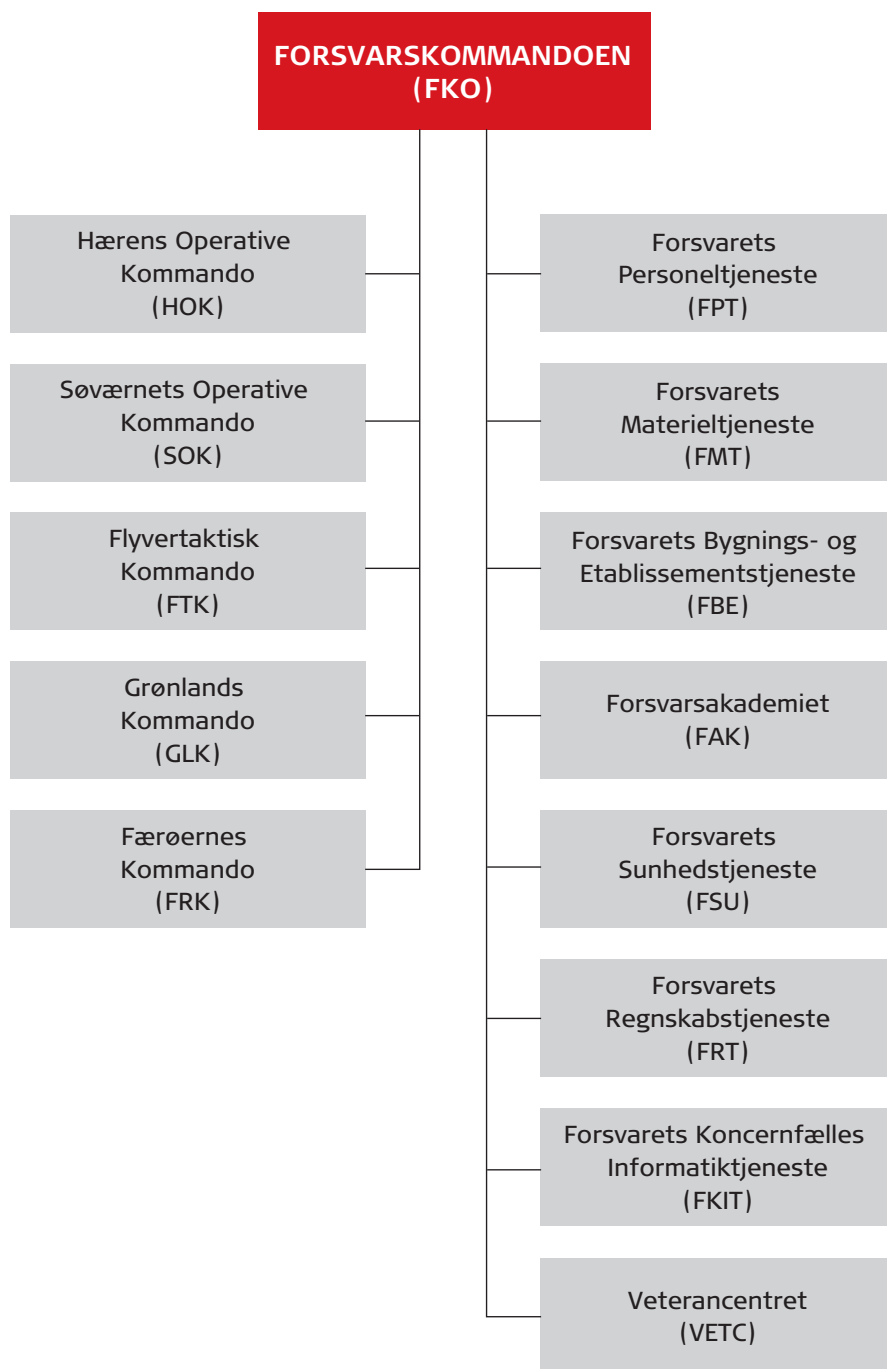 FORSVARSKOMMANDOEN
(FKO)
Hærens Operative
Kommando
(HOK)
Søværnets Operative
Kommando
(SOK)
Flyvertaktisk
Kommando
(FTK)
Grønlands
Kommando
(GLK)
Færøernes
Kommando
(FRK)
Forsvarets
Personeltjeneste
(FPT)
Forsvarets
Materieltjeneste
(FMT)
Forsvarets Bygnings- og
Etablissementstjeneste
(FBE)
Forsvarsakademiet
(FAK)
Forsvarets
Sunhedstjeneste
(FSU)
Forsvarets
Regnskabstjeneste
(FRT)
Forsvarets Koncernfælles
Informatiktjeneste
(FKIT)
Veterancentret
(VETC)